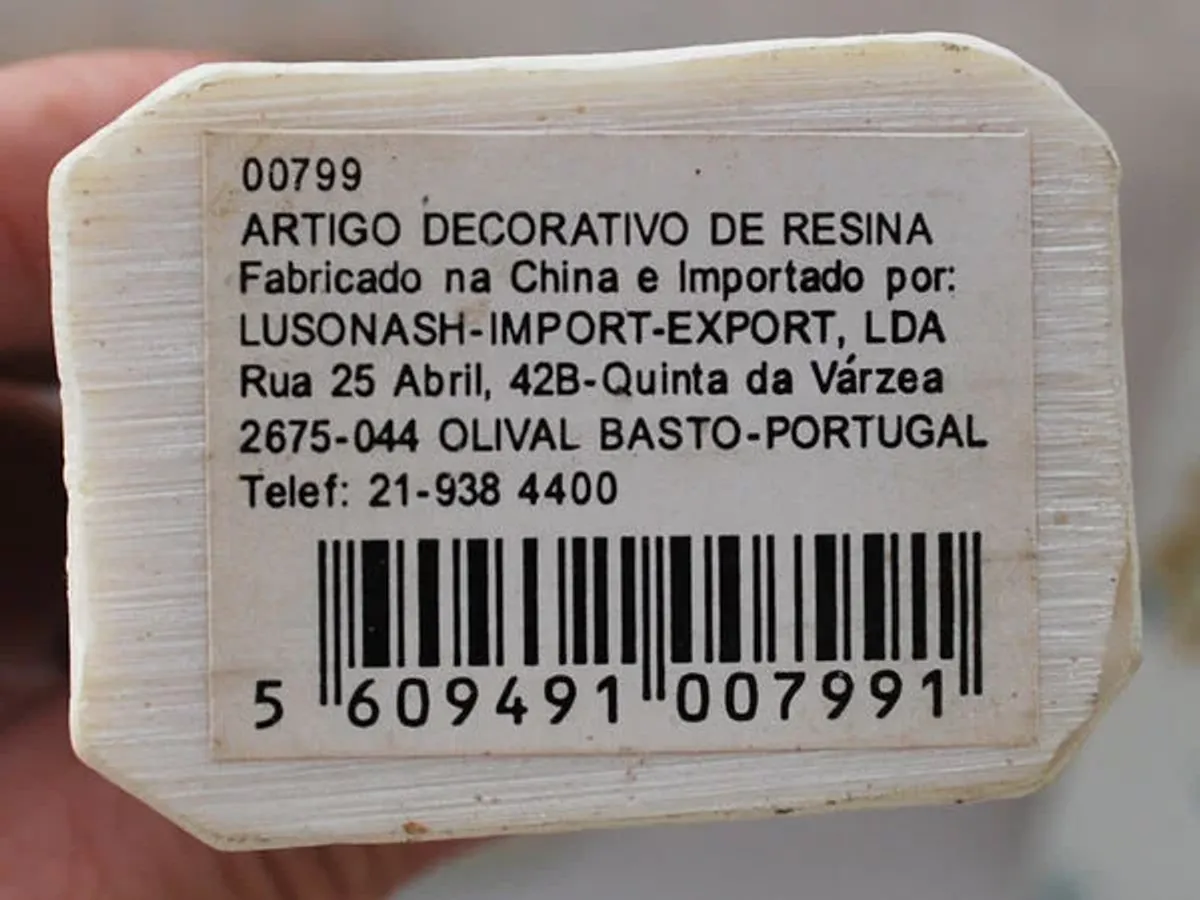 00799
ARTIGO DECORATIVO DE RESINA
Fabricado na China e Importado por:
LUSONASH-IMPORT-EXPORT, LDA
Rua 25 Abril, 42B-Quinta da Várzea
2675-044 OLIVAL BASTO-PORTUGAL
Telef: 21-938 4400
5 609491 007991